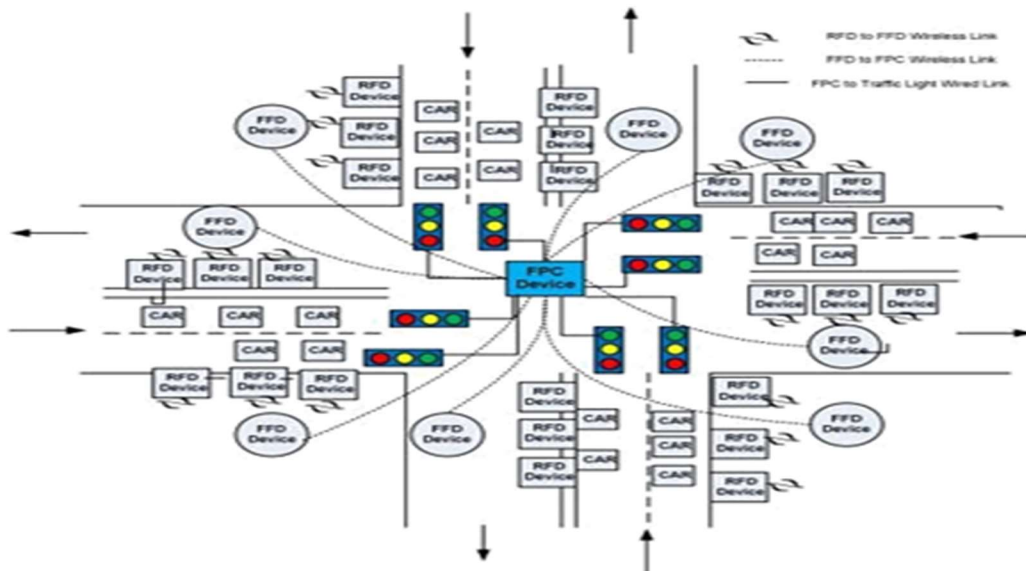 RFD to FFD Wireless Link
FFD to FPC Wireless Link
FPC to Traffic Light Wired Link
FFD
Device
RFD
Device
RFD
Device
RFD
Device
CAR
CAR
CAR
CAR
CAR
RFD
Device
RFD
Device
RFD
Device
FFD
Device
FFD
Device
RFD
Device
RFD
Device
RFD
Device
CAR
CAR
CAR
CAR
CAR
FFD
Device
RFD
Device
RFD
Device
RFD
Device
FPC
Device
RFD
Device
RFD
Device
RFD
Device
FFD
Device
CAR
CAR
CAR
CAR
CAR
RFD
Device
RFD
Device
RFD
Device
FFD
Device
FFD
Device
RFD
Device
RFD
Device
RFD
Device
CAR
CAR
CAR
CAR
CAR
RFD
Device
RFD
Device
RFD
Device
FFD
Device